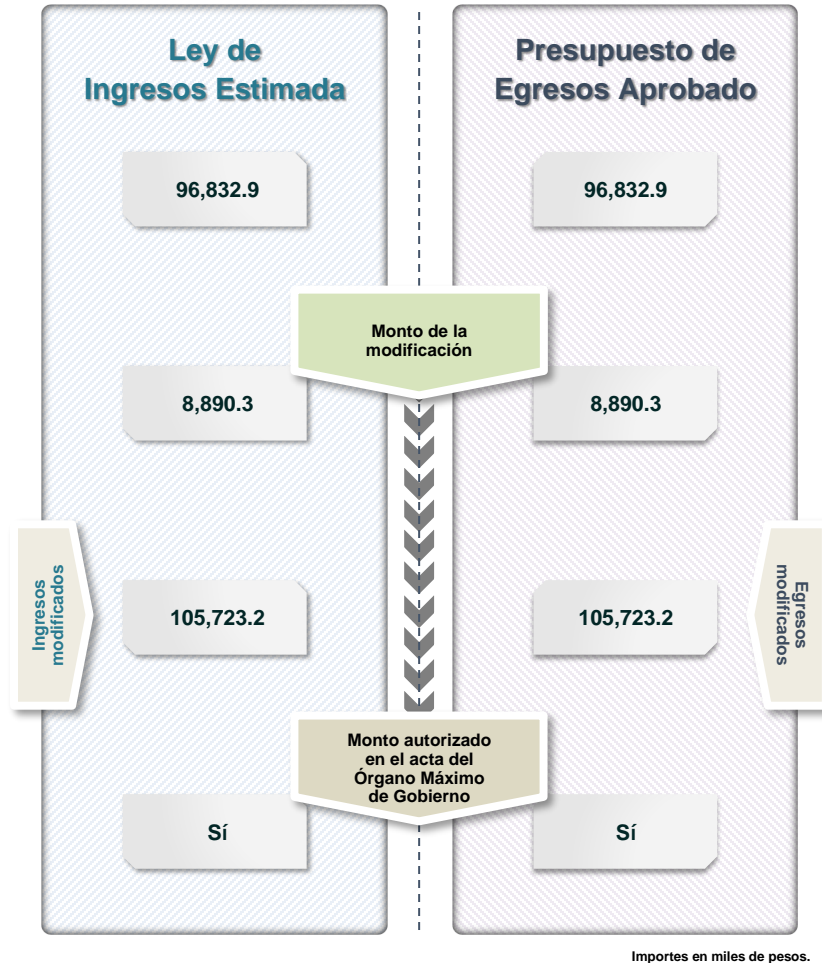 Ley de
Ingresos Estimada
Presupuesto de
Egresos Aprobado
96,832.9
96,832.9
Monto de la
modificación
8,890.3
8,890.3
Ingresos
modificados
105,723.2
105,723.2
Egresos
modificados
Monto autorizado
en el acta del
Órgano Máximo
de Gobierno
Sí
Sí
Importes en miles de pesos.